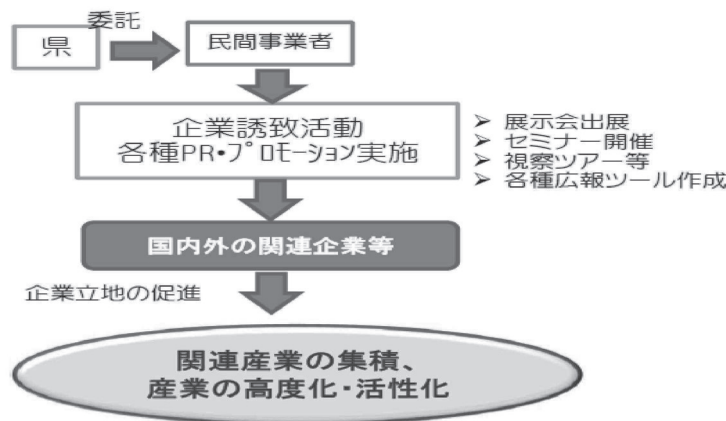 委託
県
民間事業者
企業誘致活動
各種PR・ﾌﾟﾛﾓｰｼｮﾝ実施
➢ 展示会出展
➢ セミナー開催
➢ 視察ツアー等
➢ 各種広報ツール作成
国内外の関連企業等
企業立地の促進
関連産業の集積、
産業の高度化・活性化